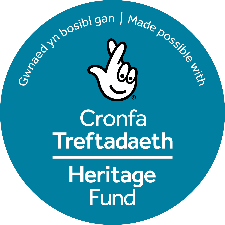 Gwnaed yn bosibl gan | Made possible with
Cronfa
Treftadaeth
Heritage
Fund